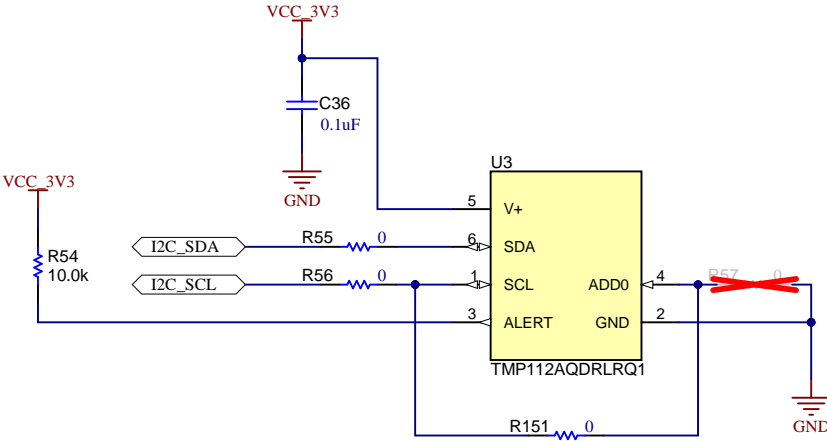 VCC_3V3
C36
0.1uF
GND
VCC_3V3
R54
10.0k
I2C_SDA
R55 0
I2C_SCL
R56 0
U3
5 V+
6 SDA
1 SCL
3 ALERT
ADD0 4
GND 2
TMP112AQDRLRQ1
R57 0
R151 0
GND